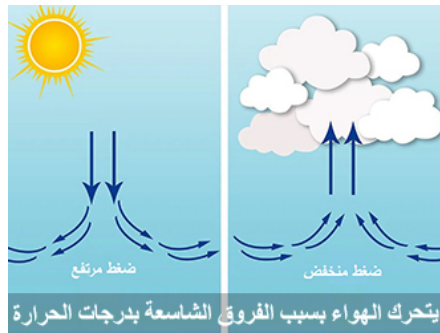 ضغط منخفض
ضغط مرتفع
يتحرك الهواء بسبب الفروق الشاسعة بدرجات الحرارة